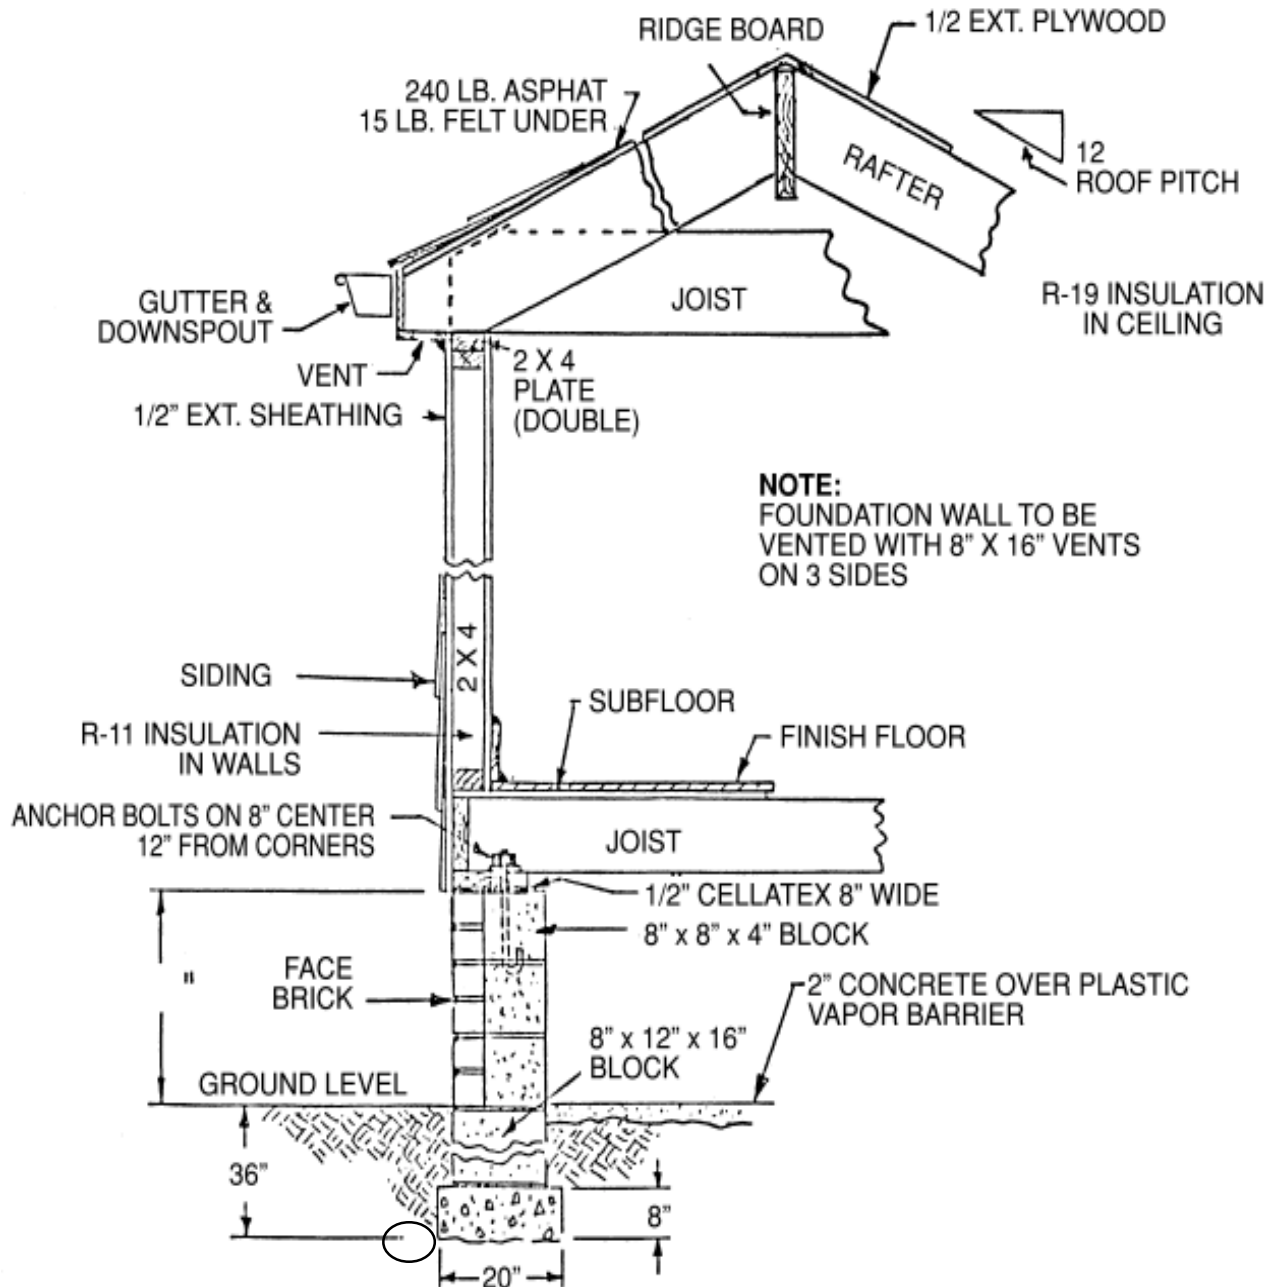 RIDGE BOARD
1/2 EXT. PLYWOOD
240 LB. ASPHAT
15 LB. FELT UNDER
12
ROOF PITCH
RAFTER
GUTTER &
DOWNSPOUT
JOIST
R-19 INSULATION
IN CEILING
VENT
2 X 4
PLATE
(DOUBLE)
1/2” EXT. SHEATHING
NOTE:
FOUNDATION WALL TO BE
VENTED WITH 8” X 16” VENTS
ON 3 SIDES
2 X 4
SIDING
SUBFLOOR
R-11 INSULATION
IN WALLS
FINISH FLOOR
ANCHOR BOLTS ON 8” CENTER
12” FROM CORNERS
JOIST
1/2” CELLATEX 8” WIDE
8” x 8” x 4” BLOCK
"
FACE
BRICK
2” CONCRETE OVER PLASTIC
VAPOR BARRIER
8” x 12” x 16”
BLOCK
GROUND LEVEL
36”
8”
20”